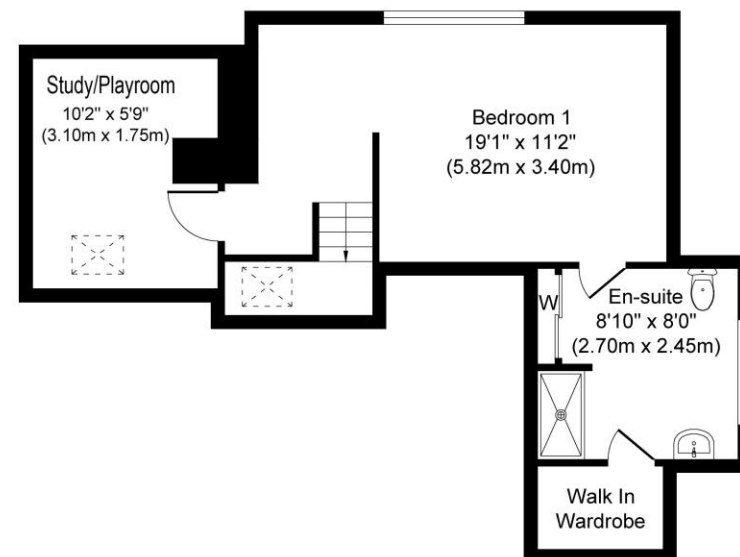 Study/Playroom
10'2" x 5'9"
(3.10m x 1.75m)
Bedroom 1
19'1" x 11'2"
(5.82m x 3.40m)
W
En-suite
8'10" x 8'0"
(2.70m x 2.45m)
Walk In
Wardrobe